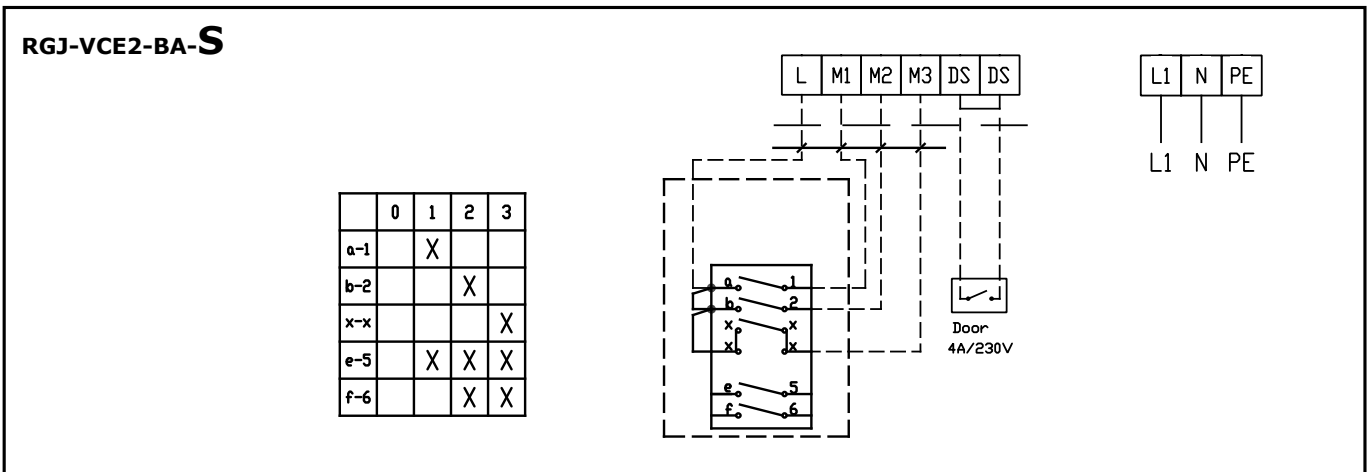 RGJ-VCE2-BA-S
L M1 M2 M3 DS DS
L1 N PE
L1 N PE
0 1 2 3
a-1 X
b-2 X
x-x X
e-5 X X X
f-6 X X
a 1
b 2
x x
x x
e 5
f 6
Door
4A/230V